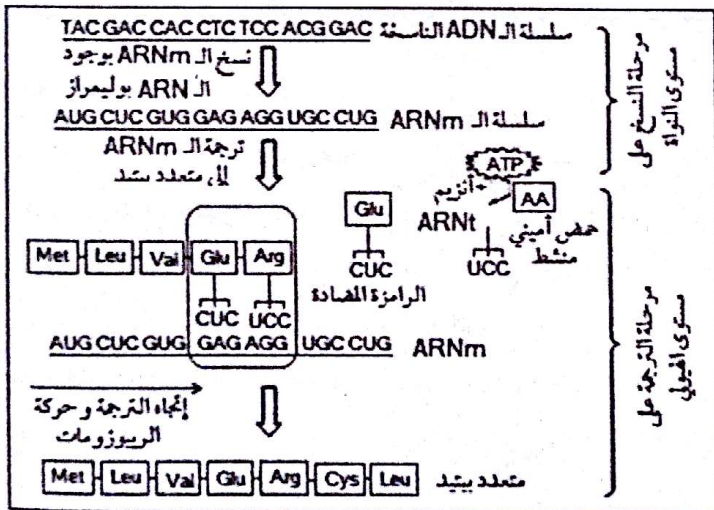 TAC GAC CAC CTC TCC ACG GAC سلسلة الـ ADN الناسخة
نسخ الـ ARNm بوجود
الـ ARN بوليمراز
AUG CUC GUG GAG AGG UGC CUG سلسلة الـ ARNm
ترجمة الـ ARNm
إلى متعدد ببتيد
مرحلة النسخ على
مستوى النواة
ATP
+ أنزيم
AA
حمض أميني
منشط
ARNt
UCC
Glu
CUC
الرامزة المضادة
Met Leu Val Glu Arg
CUC UCC
AUG CUC GUG GAG AGG UGC CUG ARNm
إتجاه الترجمة و حركة
الريبوزومات
Met Leu Val Glu Arg Cys Leu متعدد ببتيد
مرحلة الترجمة على
مستوى الهيولي